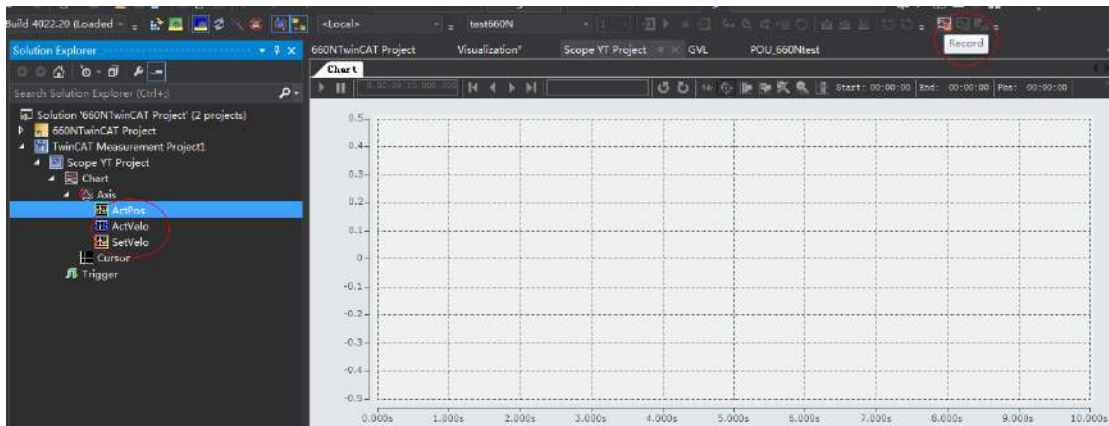 Build 4022.20 (Loaded
<Local>
test660N
1
Record
Solution Explorer
660NTwinCAT Project
Visualization*
Scope YT Project
GVL
POU_660Ntest
Chart
Search Solution Explorer (Ctrl+;)
Start: 00:00:00 End: 00:00:00 Pos: 00:00:00
Solution '660NTwinCAT Project' (2 projects)
660NTwinCAT Project
TwinCAT Measurement Project1
Scope YT Project
Chart
Axis
ActPos
ActVelo
SetVelo
Cursor
Trigger
0.5
0.4
0.3
0.2
0.1
0
-0.1
-0.2
-0.3
-0.4
-0.5
0.000s 1.000s 2.000s 3.000s 4.000s 5.000s 6.000s 7.000s 8.000s 9.000s 10.000s